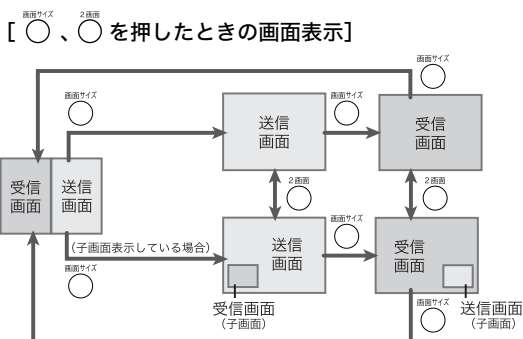 画面サイズ 2画面
[ 、 を押したときの画面表示]
画面サイズ
画面サイズ
画面サイズ
送信
画面
受信
画面
受信
画面
送信
画面
2画面
2画面
画面サイズ
(子画面表示している場合)
画面サイズ
送信
画面
受信
画面
受信画面
(子画面)
画面サイズ
送信画面
(子画面)